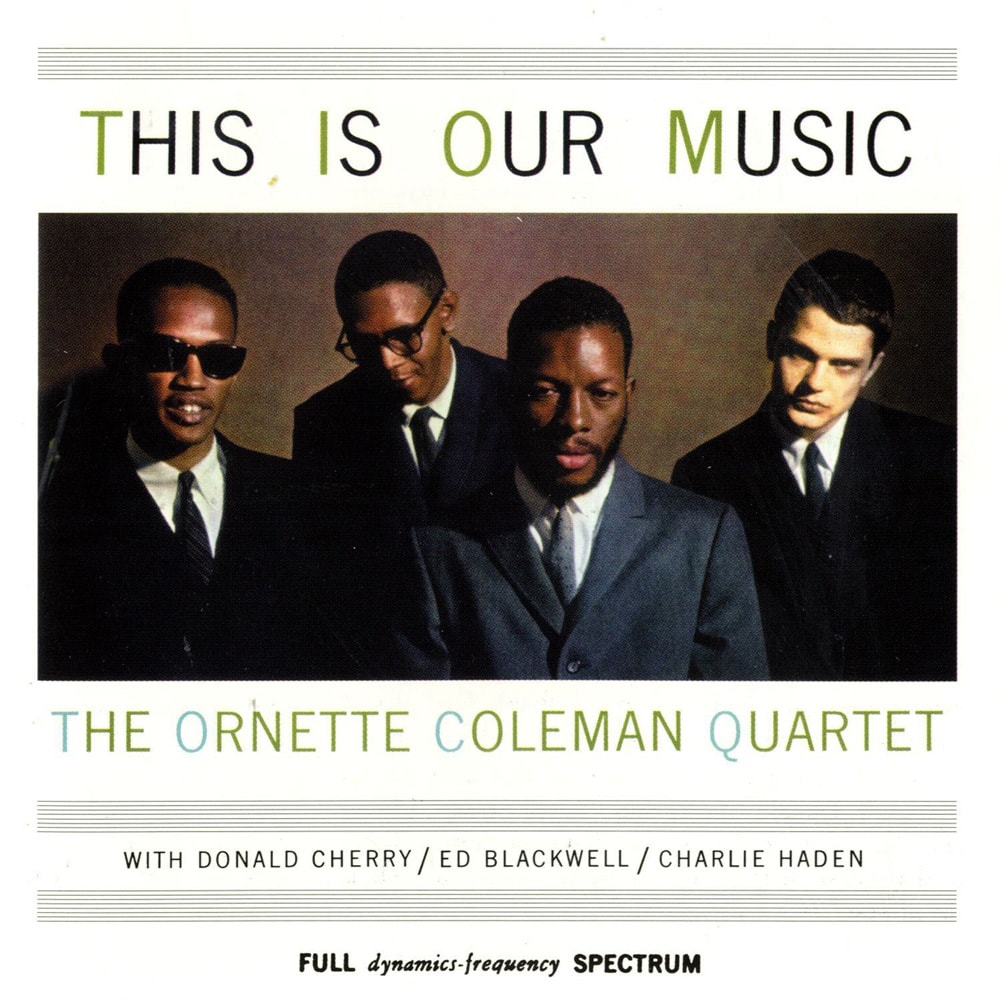 THIS IS OUR MUSIC
THE ORNETTE COLEMAN QUARTET
WITH DONALD CHERRY / ED BLACKWELL / CHARLIE HADEN
FULL dynamics-frequency SPECTRUM